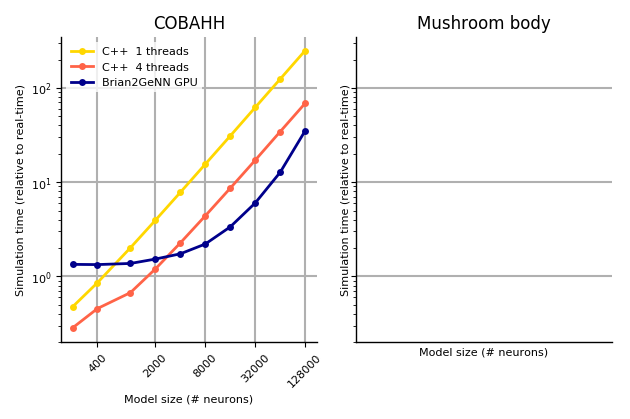 COBAHH
Mushroom body
C++  1 threads
C++  4 threads
Brian2GeNN GPU
Simulation time (relative to real-time)
10²
10¹
10⁰
400
2000
8000
32000
128000
Model size (# neurons)
Simulation time (relative to real-time)
Model size (# neurons)